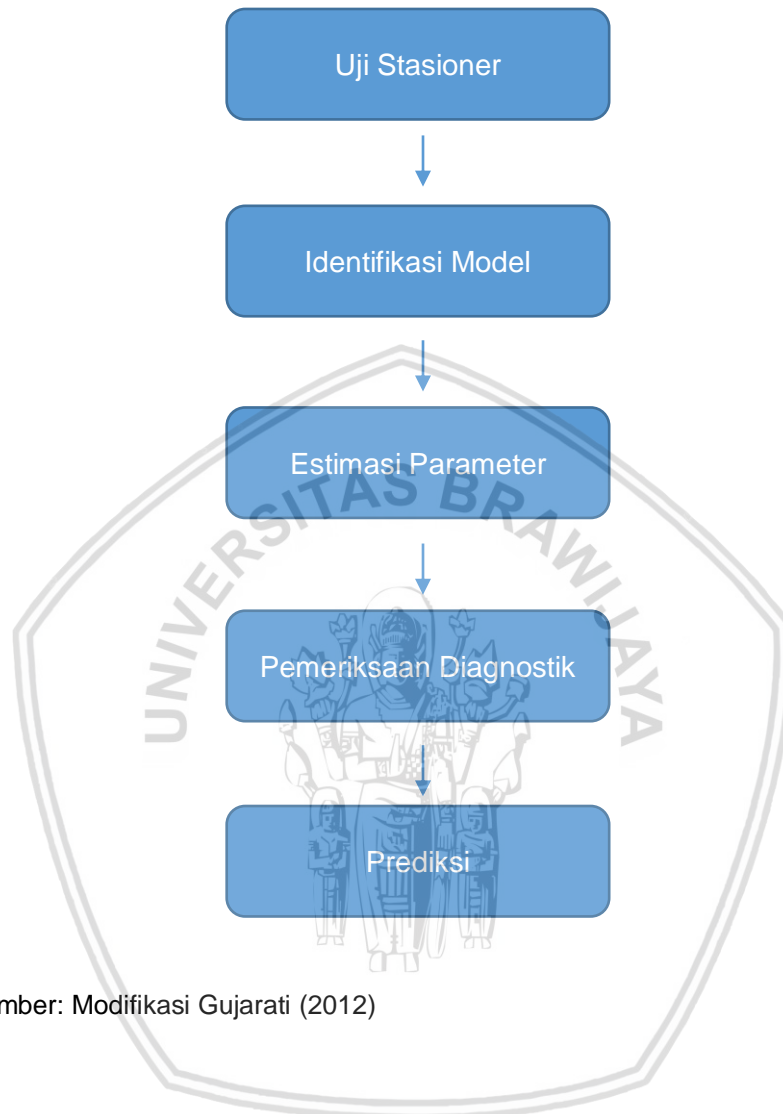 Uji Stasioner
Identifikasi Model
Estimasi Parameter
UNIVERSITAS BRAWIJAYA
Pemeriksaan Diagnostik
Prediksi
mber: Modifikasi Gujarati (2012)